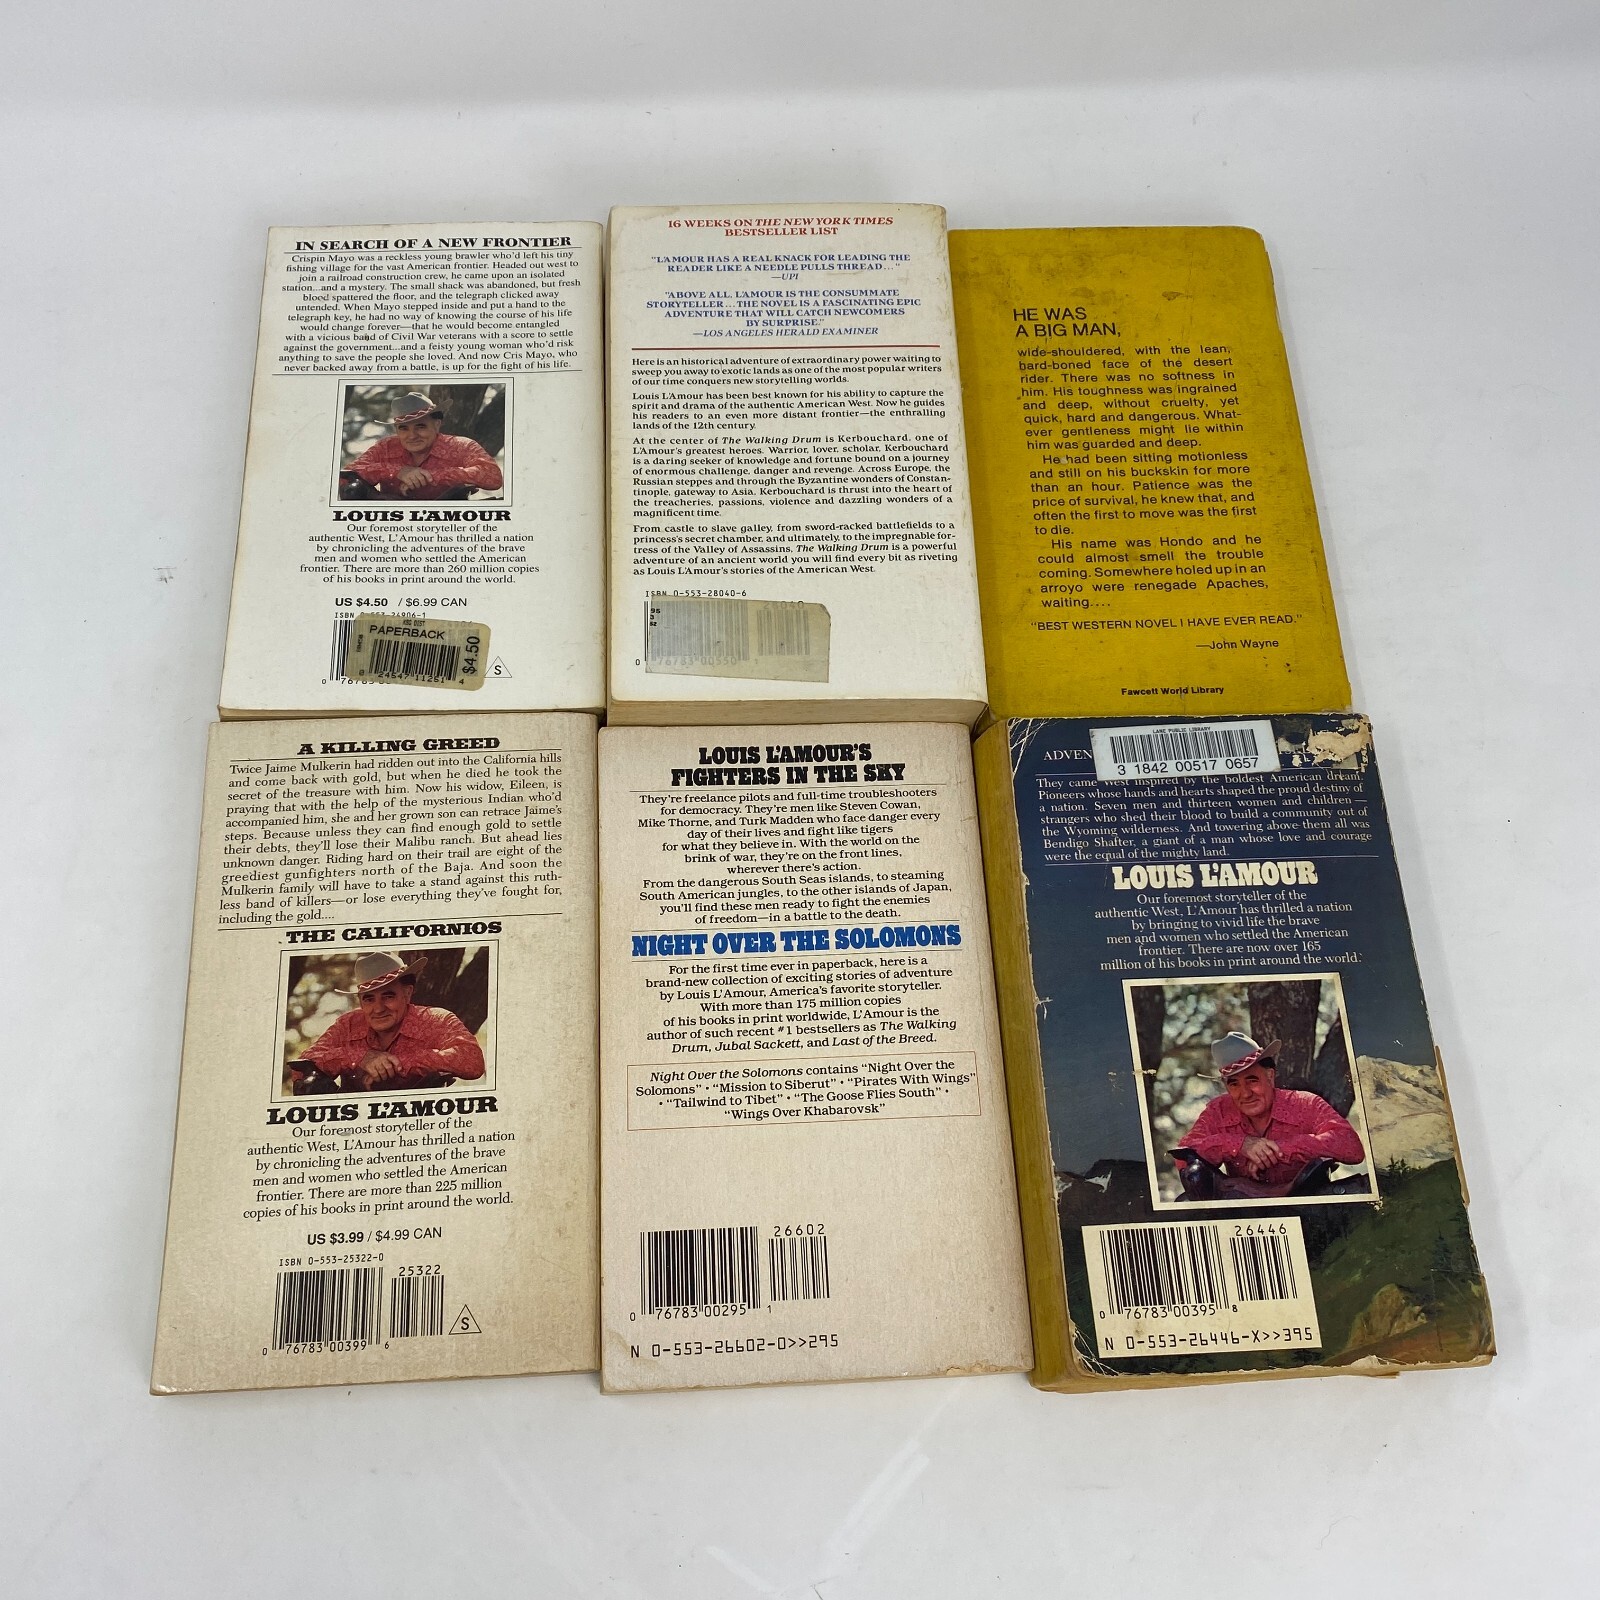 IN SEARCH OF A NEW FRONTIER
Crispin Mayo was a reckless young brawler who'd left his tiny
fishing village for the vast American frontier. Headed out west to
join a railroad construction crew, he came upon an isolated
station...and a mystery. The small shack was abandoned, but fresh
blood spattered the floor, and the telegraph clicked away
untended. When Mayo stepped inside and put a hand to the
telegraph key, he had no way of knowing the course of his life
would change forever—that he would become entangled
with a vicious band of Civil War veterans with a score to settle
against the government...and a feisty young woman who'd risk
anything to save the people she loved. And now Cris Mayo, who
never backed away from a battle, is up for the fight of his life.
LOUIS L'AMOUR
Our foremost storyteller of the
authentic West, L'Amour has thrilled a nation
by chronicling the adventures of the brave
men and women who settled the American
frontier. There are more than 260 million copies
of his books in print around the world.
US $4.50 / $6.99 CAN
ISBN 0-553-24906-1
PAPERBACK
$4.50
0 24547 11251 4
S
16 WEEKS ON THE NEW YORK TIMES
BESTSELLER LIST
"L'AMOUR HAS A REAL KNACK FOR LEADING THE
READER LIKE A NEEDLE PULLS THREAD..."
—UPI
"ABOVE ALL, L'AMOUR IS THE CONSUMMATE
STORYTELLER...THE NOVEL IS A FASCINATING EPIC
ADVENTURE THAT WILL CATCH NEWCOMERS
BY SURPRISE."
—LOS ANGELES HERALD EXAMINER
Here is an historical adventure of extraordinary power waiting to
sweep you away to exotic lands as one of the most popular writers
of our time conquers new storytelling worlds.
Louis L'Amour has been best known for his ability to capture the
spirit and drama of the authentic American West. Now he guides
his readers to an even more distant frontier—the enthralling
lands of the 12th century.
At the center of The Walking Drum is Kerbouchard, one of
L'Amour's greatest heroes. Warrior, lover, scholar, Kerbouchard
is a daring seeker of knowledge and fortune bound on a journey
of enormous challenge, danger and revenge. Across Europe, the
Russian steppes and through the Byzantine wonders of Constan-
tinople, gateway to Asia, Kerbouchard is thrust into the heart of
the treacheries, passions, violence and dazzling wonders of a
magnificent time.
From castle to slave galley, from sword-racked battlefields to a
princess's secret chamber, and ultimately, to the impregnable for-
tress of the Valley of Assassins, The Walking Drum is a powerful
adventure of an ancient world you will find every bit as riveting
as Louis L'Amour's stories of the American West.
ISBN 0-553-28040-6
28040
0 76783 00550 1
HE WAS
A BIG MAN,
wide-shouldered, with the lean,
bard-boned face of the desert
rider. There was no softness in
him. His toughness was ingrained
and deep, without cruelty, yet
quick, hard and dangerous. What-
ever gentleness might lie within
him was guarded and deep.
He had been sitting motionless
and still on his buckskin for more
than an hour. Patience was the
price of survival, he knew that, and
often the first to move was the first
to die.
His name was Hondo and he
could almost smell the trouble
coming. Somewhere holed up in an
arroyo were renegade Apaches,
waiting....
"BEST WESTERN NOVEL I HAVE EVER READ."
—John Wayne
Fawcett World Library
A KILLING GREED
Twice Jaime Mulkerin had ridden out into the California hills
and come back with gold, but when he died he took the
secret of the treasure with him. Now his widow, Eileen, is
praying that with the help of the mysterious Indian who'd
accompanied him, she and her grown son can retrace Jaime's
steps. Because unless they can find enough gold to settle
their debts, they'll lose their Malibu ranch. But ahead lies
unknown danger. Riding hard on their trail are eight of the
greediest gunfighters north of the Baja. And soon the
Mulkerin family will have to take a stand against this ruth-
less band of killers—or lose everything they've fought for,
including the gold....
THE CALIFORNIOS
LOUIS L'AMOUR
Our foremost storyteller of the
authentic West, L'Amour has thrilled a nation
by chronicling the adventures of the brave
men and women who settled the American
frontier. There are more than 225 million
copies of his books in print around the world.
US $3.99 / $4.99 CAN
ISBN 0-553-25322-0
25322
0 76783 00399 6
S
LOUIS L'AMOUR'S
FIGHTERS IN THE SKY
They're freelance pilots and full-time troubleshooters
for democracy. They're men like Steven Cowan,
Mike Thorne, and Turk Madden who face danger every
day of their lives and fight like tigers
for what they believe in. With the world on the
brink of war, they're on the front lines,
wherever there's action.
From the dangerous South Seas islands, to steaming
South American jungles, to the other islands of Japan,
you'll find these men ready to fight the enemies
of freedom—in a battle to the death.
NIGHT OVER THE SOLOMONS
For the first time ever in paperback, here is a
brand-new collection of exciting stories of adventure
by Louis L'Amour, America's favorite storyteller.
With more than 175 million copies
of his books in print worldwide, L'Amour is the
author of such recent #1 bestsellers as The Walking
Drum, Jubal Sackett, and Last of the Breed.
Night Over the Solomons contains "Night Over the
Solomons" • "Mission to Siberut" • "Pirates With Wings"
• "Tailwind to Tibet" • "The Goose Flies South" •
"Wings Over Khabarovsk"
26602
0 76783 00295 1
N 0-553-26602-0>>295
ADVEN
LANE PUBLIC LIBRARY
3 1842 00517 0657
They came West inspired by the boldest American dream.
Pioneers whose hands and hearts shaped the proud destiny of
a nation. Seven men and thirteen women and children—
strangers who shed their blood to build a community out of
the Wyoming wilderness. And towering above them all was
Bendigo Shafter, a giant of a man whose love and courage
were the equal of the mighty land.
LOUIS L'AMOUR
Our foremost storyteller of the
authentic West, L'Amour has thrilled a nation
by bringing to vivid life the brave
men and women who settled the American
frontier. There are now over 165
million of his books in print around the world.
26446
0 76783 00395 8
N 0-553-26446-X>>395